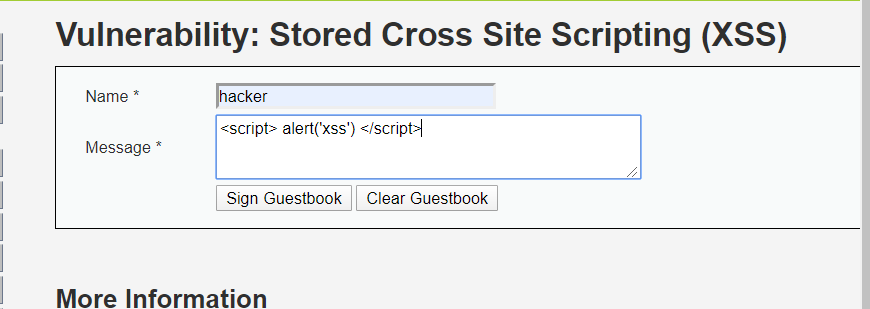 Vulnerability: Stored Cross Site Scripting (XSS)
Name * hacker
Message * <script> alert('xss') </script>
Sign Guestbook Clear Guestbook
More Information